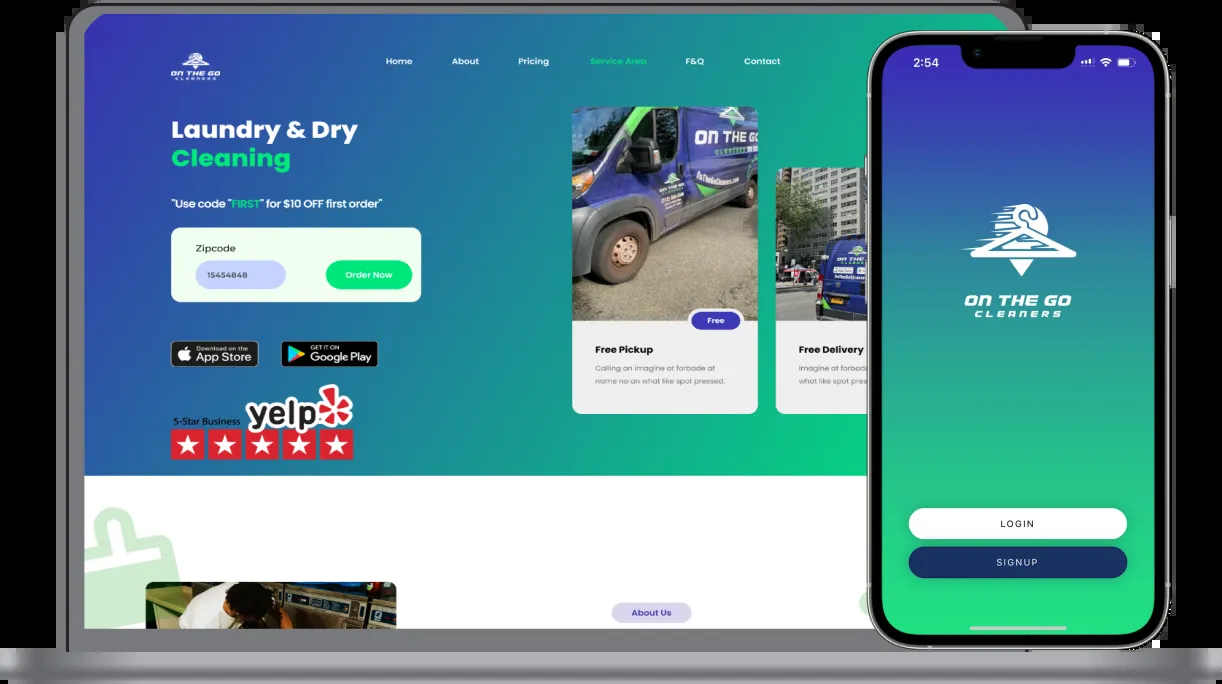 ON THE GO
CLEANERS
Home
About
Pricing
Service Area
F&Q
Contact
Laundry & Dry
Cleaning
"Use code "FIRST" for $10 OFF first order"
Zipcode
15454848
Order Now
Download on the
App Store
GET IT ON
Google Play
5-Star Business
yelp
ON THE GO
CLEANERS
OnTheGoCleaners.com
Free
Free Pickup
Calling on imagine at forbade at
name no an what like spot pressed.
Free Delivery
Imagine at forbade
what like spot pres
2:54
ON THE GO
CLEANERS
LOGIN
SIGNUP
About Us